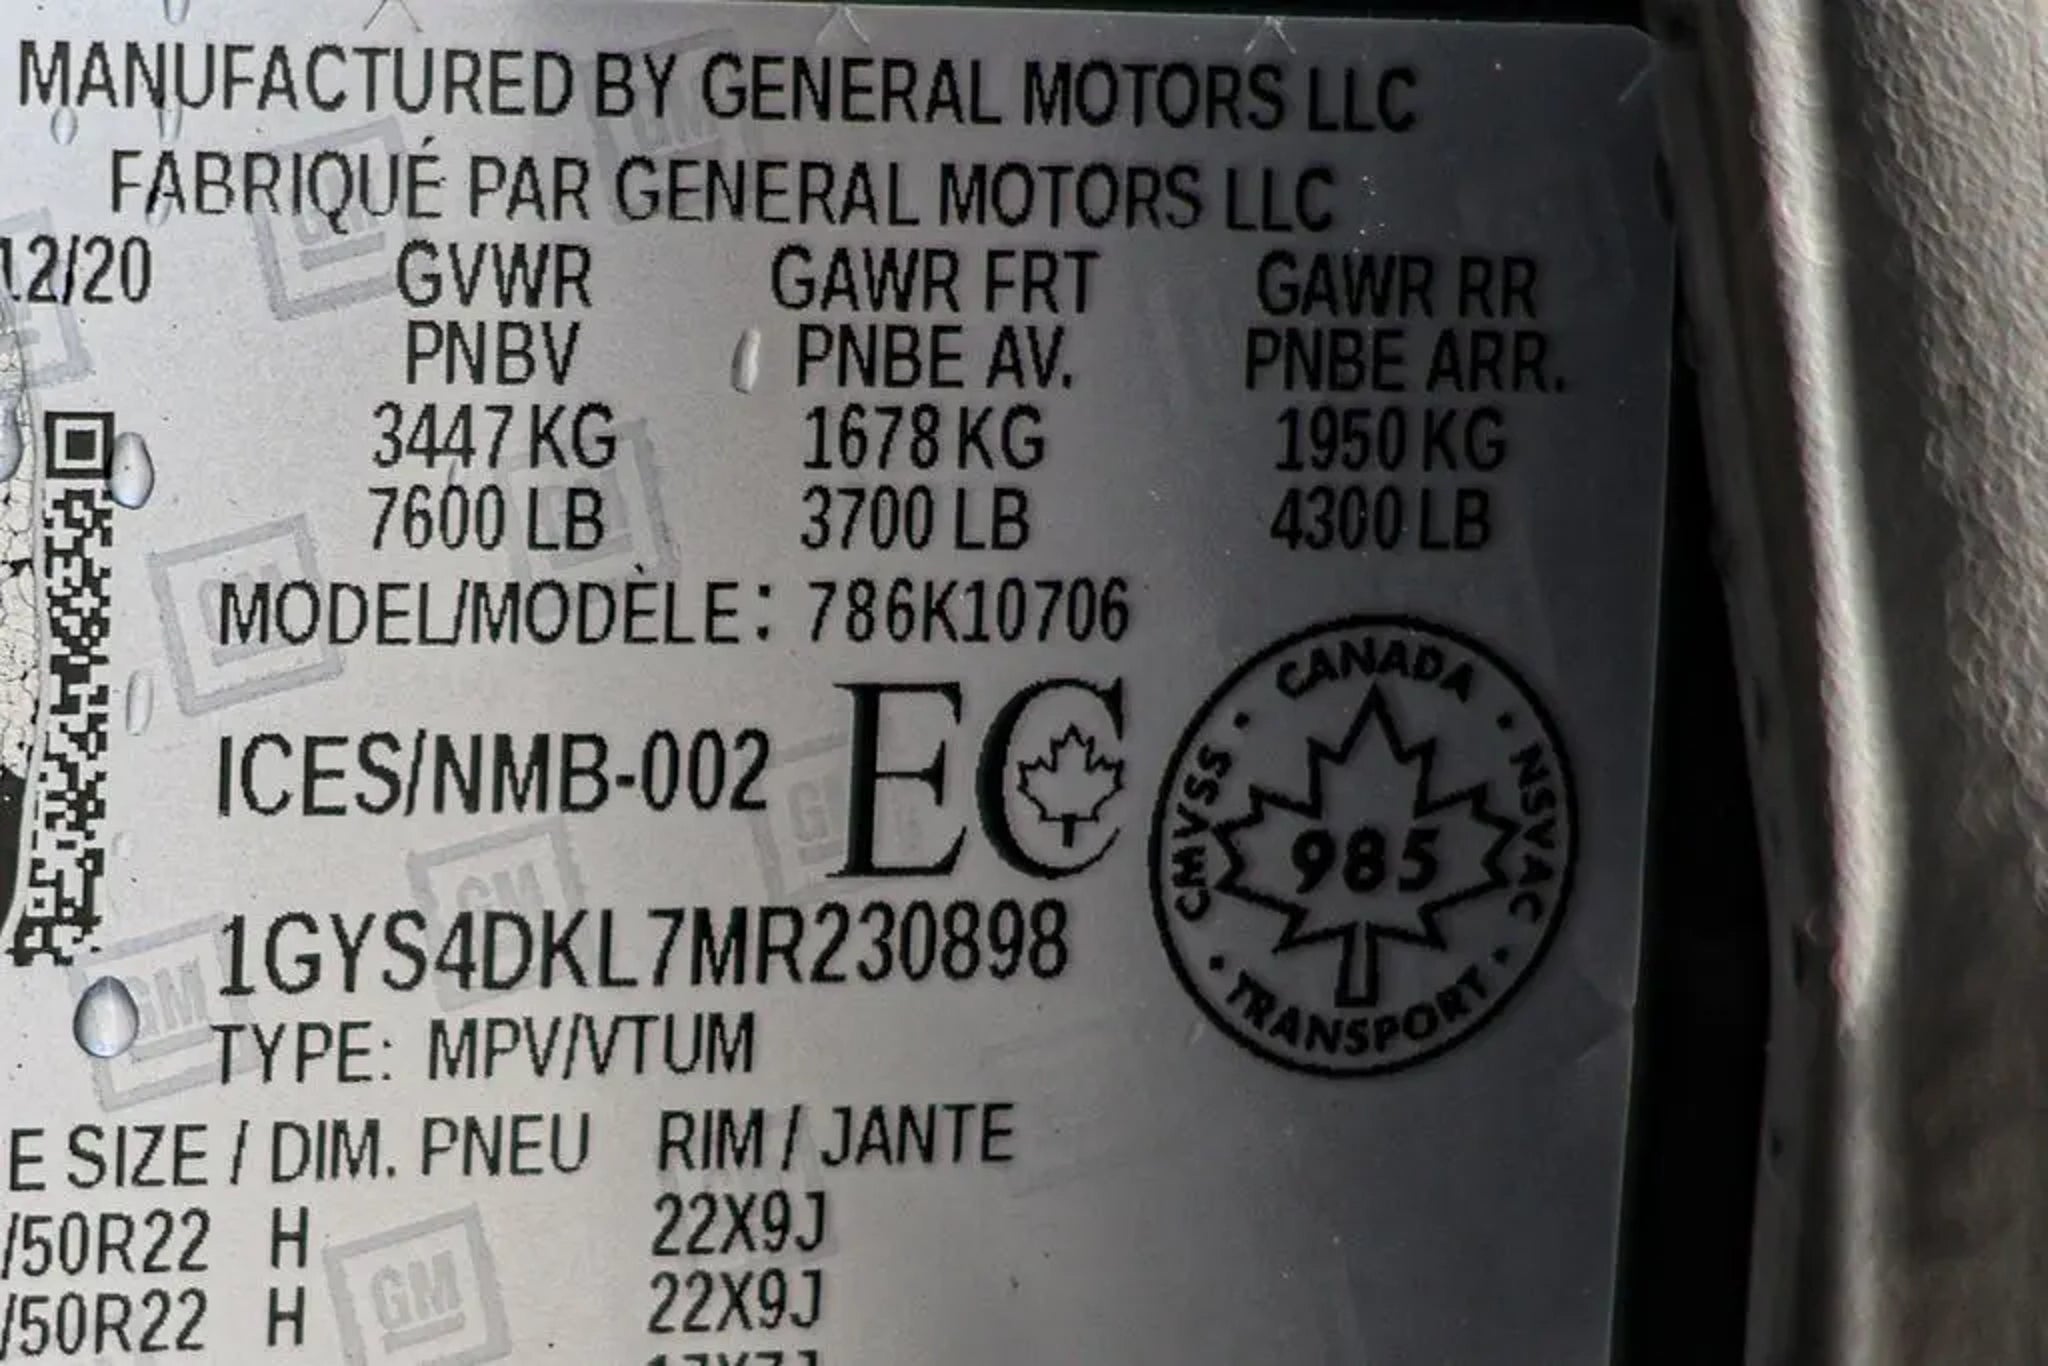 MANUFACTURED BY GENERAL MOTORS LLC
FABRIQUÉ PAR GENERAL MOTORS LLC
12/20 GVWR GAWR FRT GAWR RR
PNBV PNBE AV. PNBE ARR.
3447 KG 1678 KG 1950 KG
7600 LB 3700 LB 4300 LB
MODEL/MODÈLE: 786K10706
ICES/NMB-002 EC
CANADA
CMVSS · NSVAC
985
TRANSPORT
1GYS4DKL7MR230898
TYPE: MPV/VTUM
E SIZE / DIM. PNEU RIM / JANTE
/50R22 H 22X9J
/50R22 H 22X9J
GM